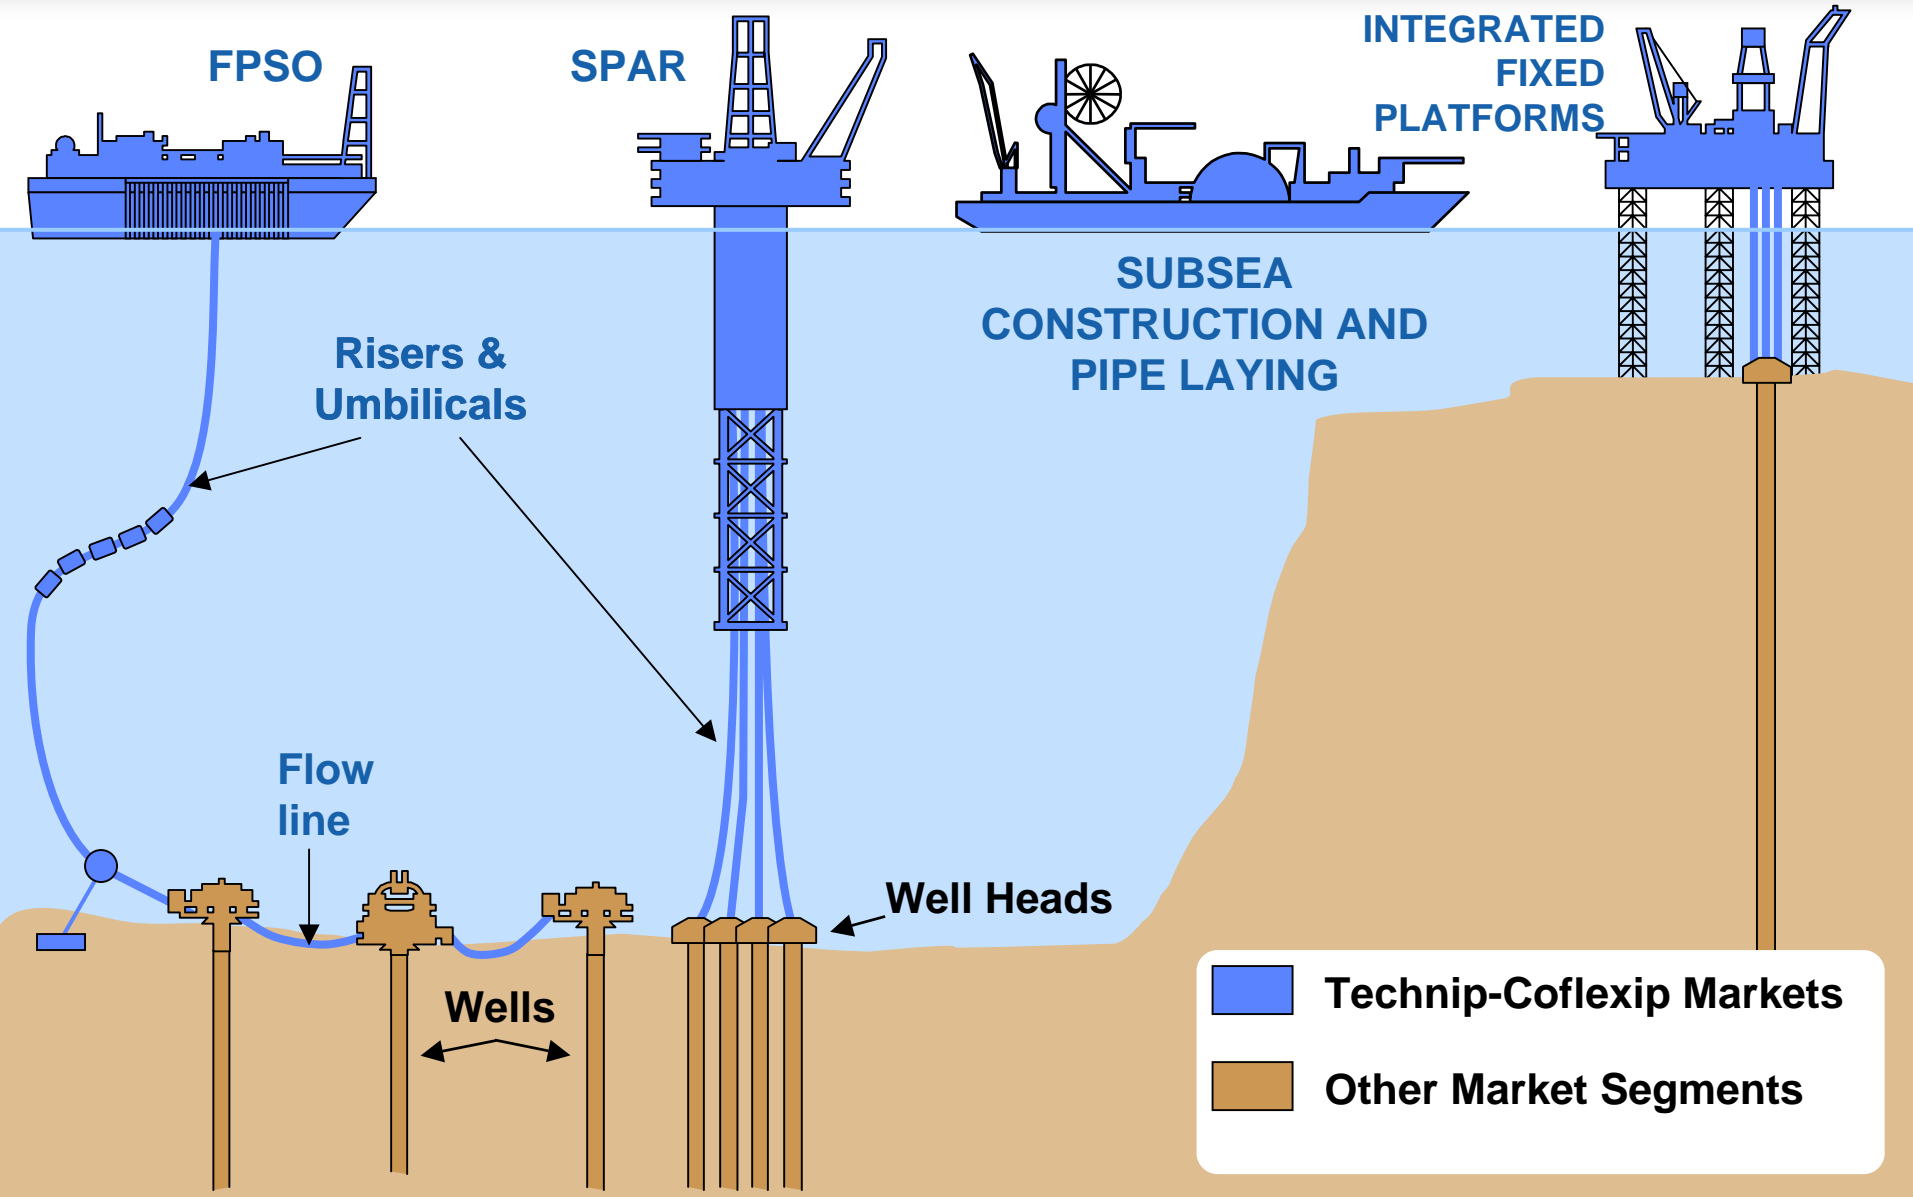 FPSO
SPAR
INTEGRATED
FIXED
PLATFORMS
SUBSEA
CONSTRUCTION AND
PIPE LAYING
Risers &
Umbilicals
Flow
line
Well Heads
Wells
Technip-Coflexip Markets
Other Market Segments